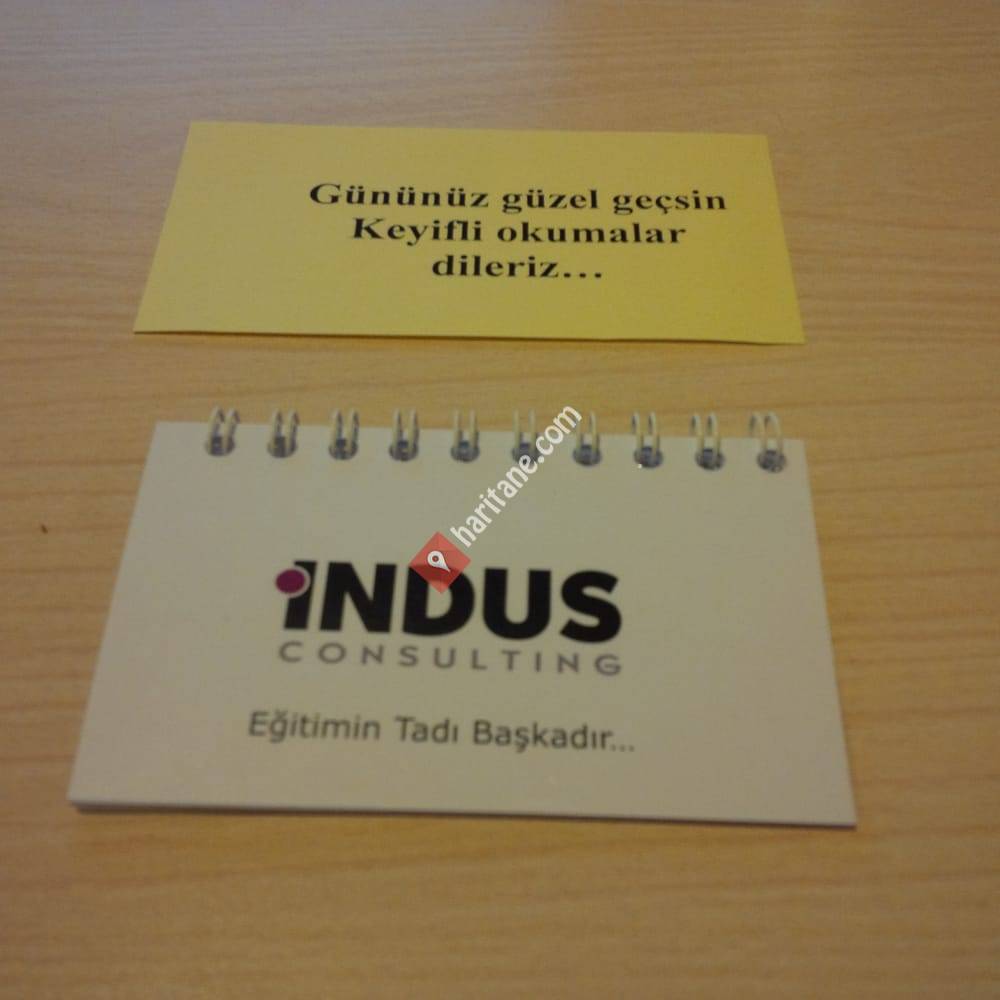 Gününüz güzel geçsin
Keyifli okumalar
dileriz...
haritane.com
iNDUS
CONSULTING
Eğitimin Tadı Başkadır...